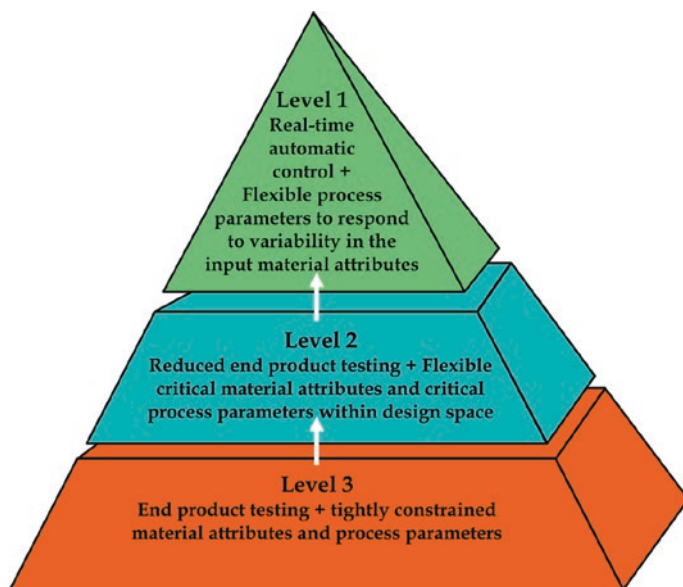 Level 1
Real-time
automatic
control +
Flexible process
parameters to respond
to variability in the
input material attributes
Level 2
Reduced end product testing + Flexible
critical material attributes and critical
process parameters within design space
Level 3
End product testing + tightly constrained
material attributes and process parameters